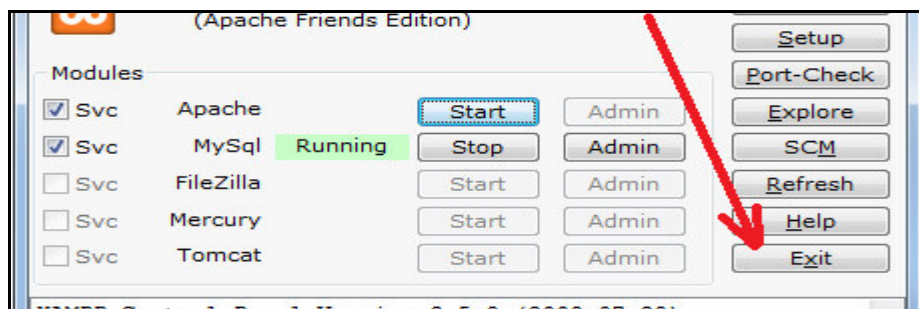 (Apache Friends Edition)
Setup
Modules
Port-Check
Svc Apache Start Admin Explore
Svc MySql Running Stop Admin SCM
Svc FileZilla Start Admin Refresh
Svc Mercury Start Admin Help
Svc Tomcat Start Admin Exit